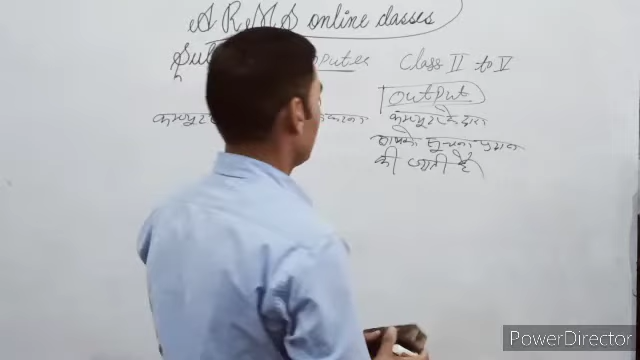 A R M S online classes
Class II to V
OUTPUT
कम्प्युटर के द्वारा
आपको सुचना प्रदान
की जाती है
PowerDirector